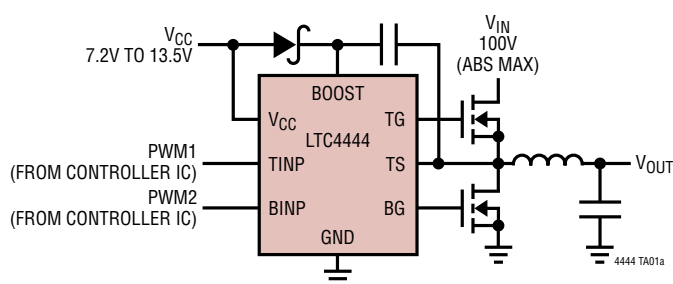 V_CC
7.2V TO 13.5V
V_IN
100V
(ABS MAX)
BOOST
V_CC
TG
LTC4444
PWM1
(FROM CONTROLLER IC)
TINP
TS
V_OUT
PWM2
(FROM CONTROLLER IC)
BINP
BG
GND
4444 TA01a